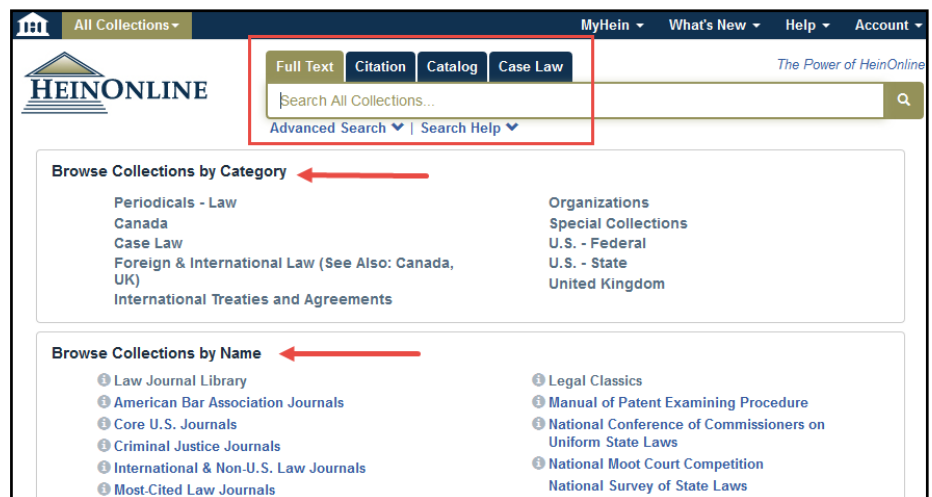 All Collections
MyHein What's New Help Account
HEINONLINE
Full Text Citation Catalog Case Law
The Power of HeinOnline
Search All Collections...
Advanced Search | Search Help
Browse Collections by Category
Periodicals - Law
Canada
Case Law
Foreign & International Law (See Also: Canada,
UK)
International Treaties and Agreements
Organizations
Special Collections
U.S. - Federal
U.S. - State
United Kingdom
Browse Collections by Name
Law Journal Library
American Bar Association Journals
Core U.S. Journals
Criminal Justice Journals
International & Non-U.S. Law Journals
Most-Cited Law Journals
Legal Classics
Manual of Patent Examining Procedure
National Conference of Commissioners on
Uniform State Laws
National Moot Court Competition
National Survey of State Laws